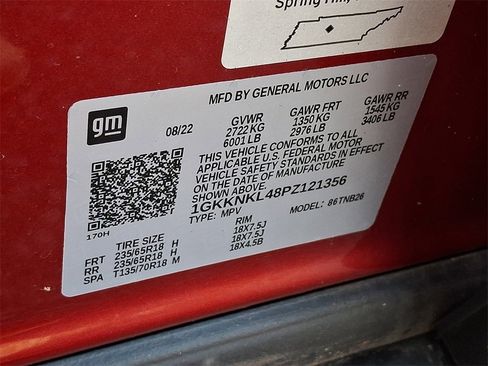 Spring Hill,
MFD BY GENERAL MOTORS LLC
gm
08/22
GVWR
2722 KG
6001 LB
GAWR FRT
1350 KG
2976 LB
GAWR RR
1545 KG
3406 LB
THIS VEHICLE CONFORMS TO ALL
APPLICABLE U.S. FEDERAL MOTOR
VEHICLE SAFETY STANDARDS IN EFFECT
ON THE DATE OF MANUFACTURE
SHOWN ABOVE.
1GKKNKL48PZ121356
TYPE: MPV
MODEL: 86TNB26
170H
TIRE SIZE
RIM
FRT 235/65R18 H 18X7.5J
RR 235/65R18 H 18X7.5J
SPA T135/70R18 M 18X4.5B